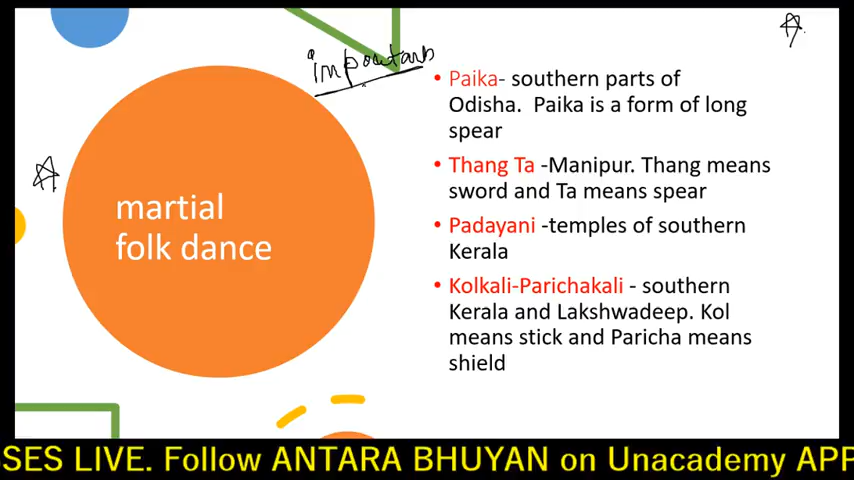 important
martial
folk dance
• Paika- southern parts of
Odisha.  Paika is a form of long
spear
• Thang Ta -Manipur. Thang means
sword and Ta means spear
• Padayani -temples of southern
Kerala
• Kolkali-Parichakali - southern
Kerala and Lakshwadeep. Kol
means stick and Paricha means
shield
SES LIVE. Follow ANTARA BHUYAN on Unacademy APP